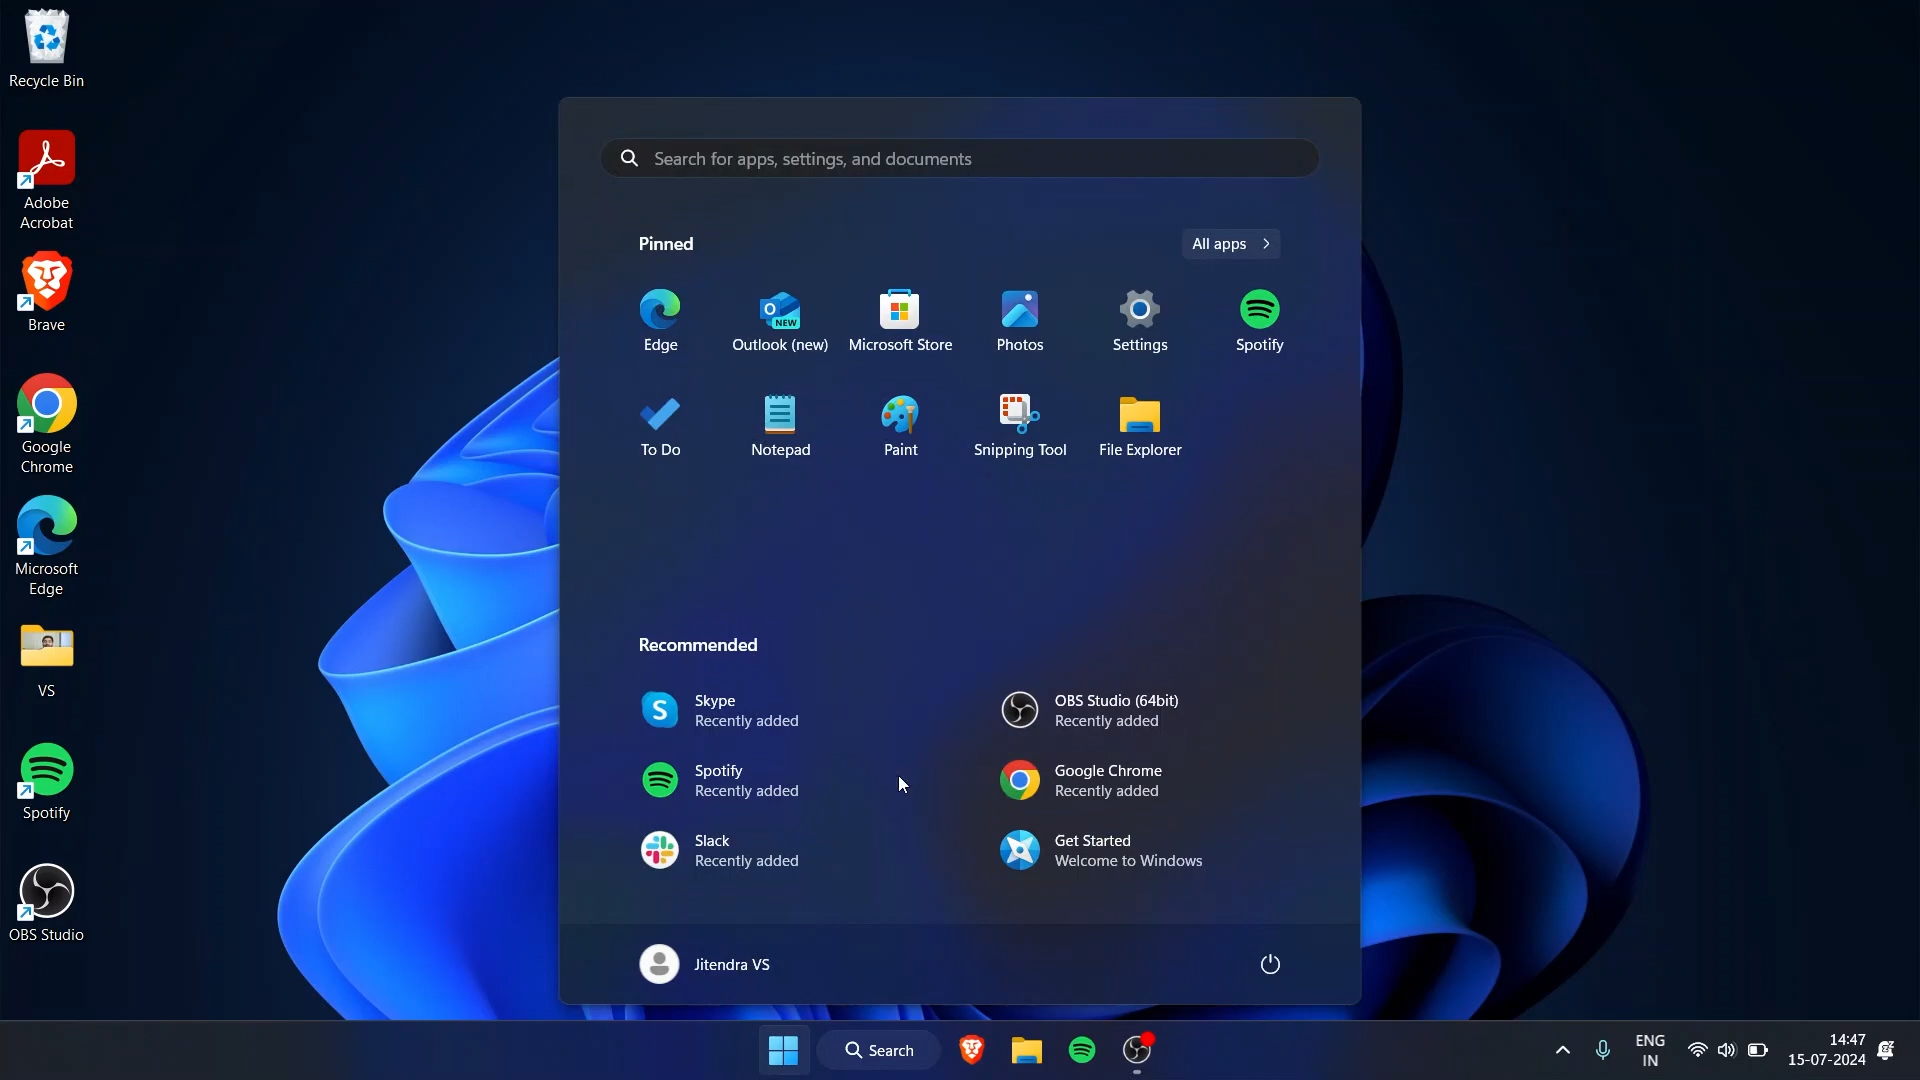 Recycle Bin
Adobe
Acrobat
Brave
Google
Chrome
Microsoft
Edge
VS
Spotify
OBS Studio
Search for apps, settings, and documents
Pinned
All apps
Edge
Outlook (new)
Microsoft Store
Photos
Settings
Spotify
To Do
Notepad
Paint
Snipping Tool
File Explorer
Recommended
Skype
Recently added
OBS Studio (64bit)
Recently added
Spotify
Recently added
Google Chrome
Recently added
Slack
Recently added
Get Started
Welcome to Windows
Jitendra VS
Search
ENG
IN
14:47
15-07-2024